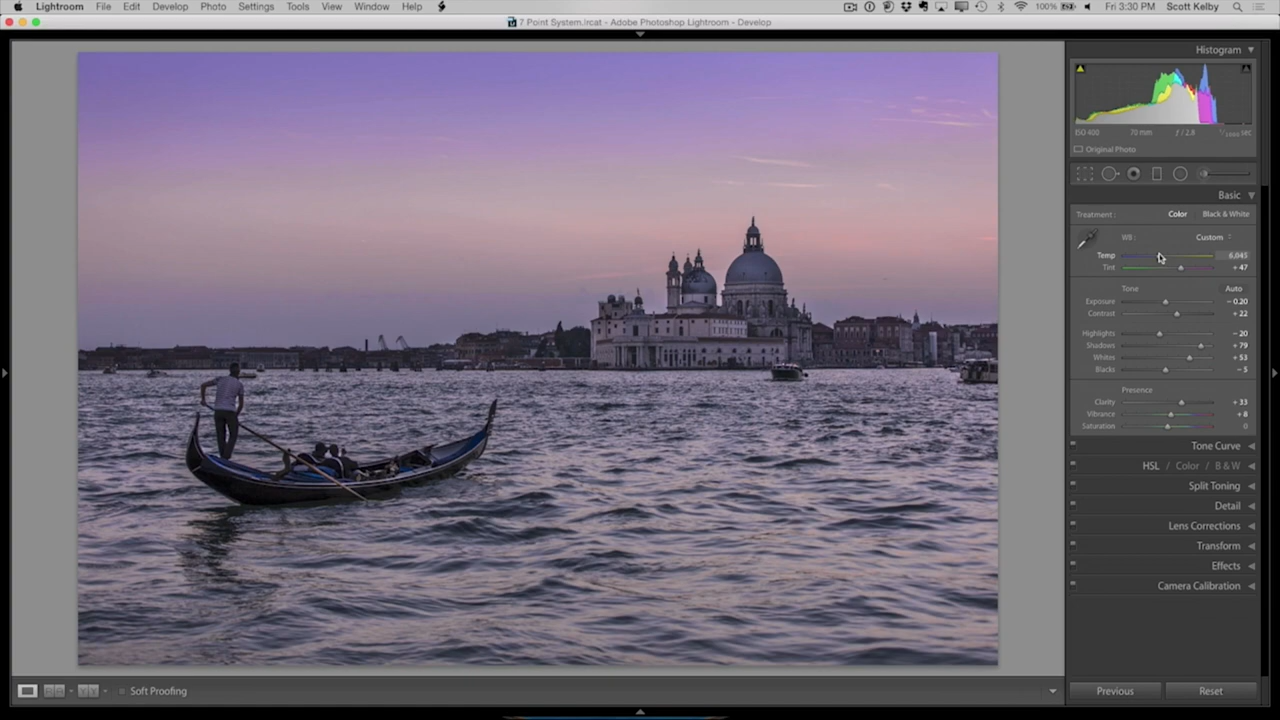 Lightroom File Edit Develop Photo Settings Tools View Window Help 100% Fri 3:30 PM Scott Kelby
7 Point System.lrcat - Adobe Photoshop Lightroom - Develop
Histogram
ISO 400 70 mm f / 2.8 sec
Original Photo
Basic
Treatment : Color Black & White
WB : Custom
Temp 6,045
Tint + 47
Tone Auto
Exposure − 0.20
Contrast + 22
Highlights − 20
Shadows + 79
Whites + 53
Blacks − 5
Presence
Clarity + 33
Vibrance + 8
Saturation 0
Tone Curve
HSL / Color / B & W
Split Toning
Detail
Lens Corrections
Transform
Effects
Camera Calibration
Soft Proofing
Previous Reset